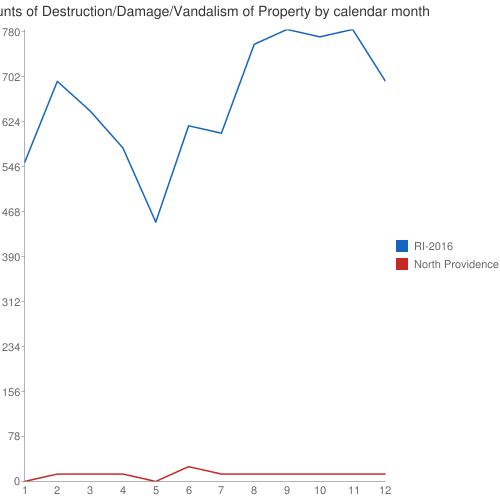 unts of Destruction/Damage/Vandalism of Property by calendar month
780
702
624
546
468
390
312
234
156
78
0
1 2 3 4 5 6 7 8 9 10 11 12
RI-2016
North Providence